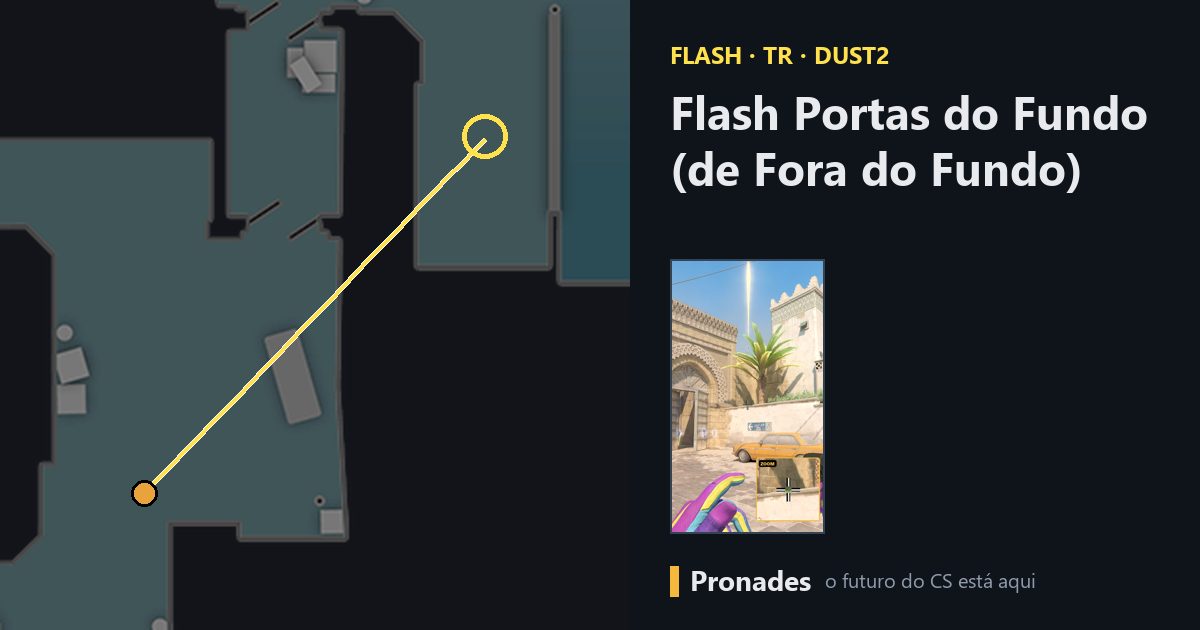 FLASH · TR · DUST2
Flash Portas do Fundo
(de Fora do Fundo)
ZOOM
Pronades
o futuro do CS está aqui